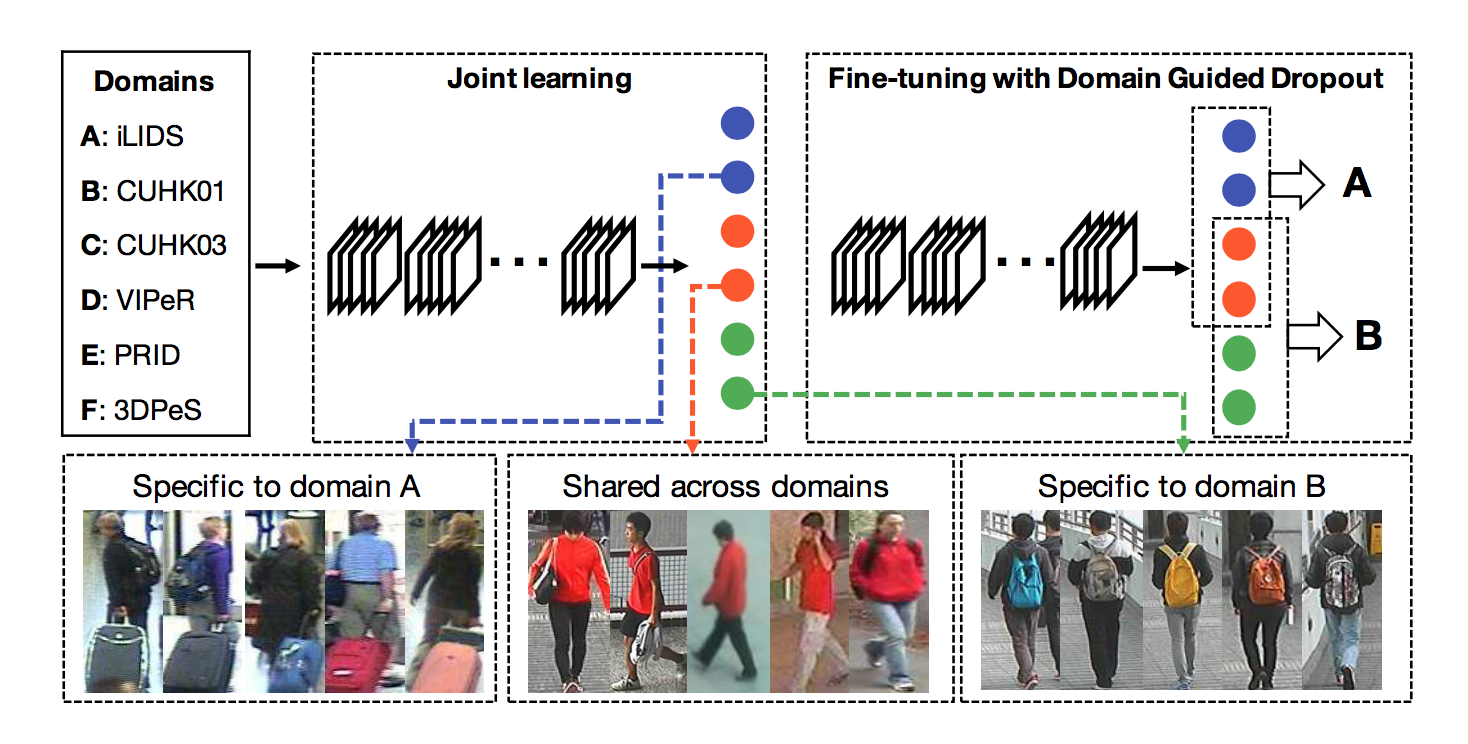 Domains
A: iLIDS
B: CUHK01
C: CUHK03
D: VIPeR
E: PRID
F: 3DPeS
Joint learning
Fine-tuning with Domain Guided Dropout
A
B
Specific to domain A
Shared across domains
Specific to domain B